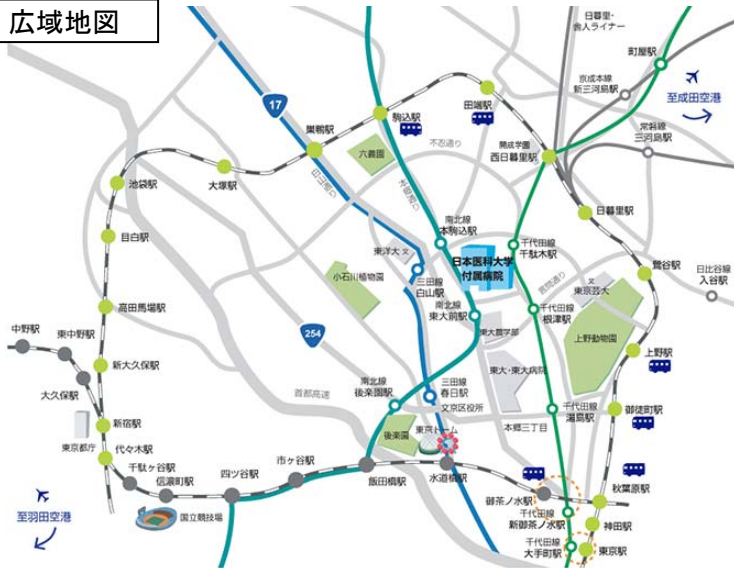 広域地図
日暮里・
舎人ライナー
町屋駅
京成本線
新三河島駅
至成田空港
17
駒込駅
田端駅
巣鴨駅
常磐線
三河島駅
六義園
不忍通り
開成学園
西日暮里駅
大塚駅
白山通り
池袋駅
本郷通り
日暮里駅
南北線
本駒込駅
目白駅
千代田線
千駄木駅
東洋大 文
日本医科大学
付属病院
鶯谷駅
日比谷線
入谷駅
小石川植物園
三田線
白山駅
言問通り
文
東京芸大
高田馬場駅
南北線
東大前駅
千代田線
根津駅
254
東大農学部
上野動物園
中野駅
東中野駅
上野駅
新大久保駅
東大・東大病院
大久保駅
首都高速
南北線
後楽園駅
三田線
春日駅
文京区役所
千代田線
湯島駅
御徒町駅
新宿駅
本郷三丁目
東京都庁
代々木駅
後楽園
東京ドーム
千駄ヶ谷駅
信濃町駅
四ツ谷駅
市ヶ谷駅
飯田橋駅
水道橋駅
御茶ノ水駅
秋葉原駅
至羽田空港
国立競技場
千代田線
新御茶ノ水駅
神田駅
千代田線
大手町駅
東京駅